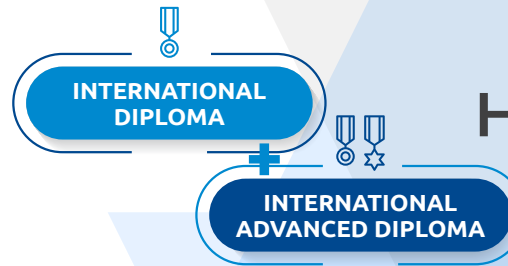 INTERNATIONAL
DIPLOMA
H
INTERNATIONAL
ADVANCED DIPLOMA